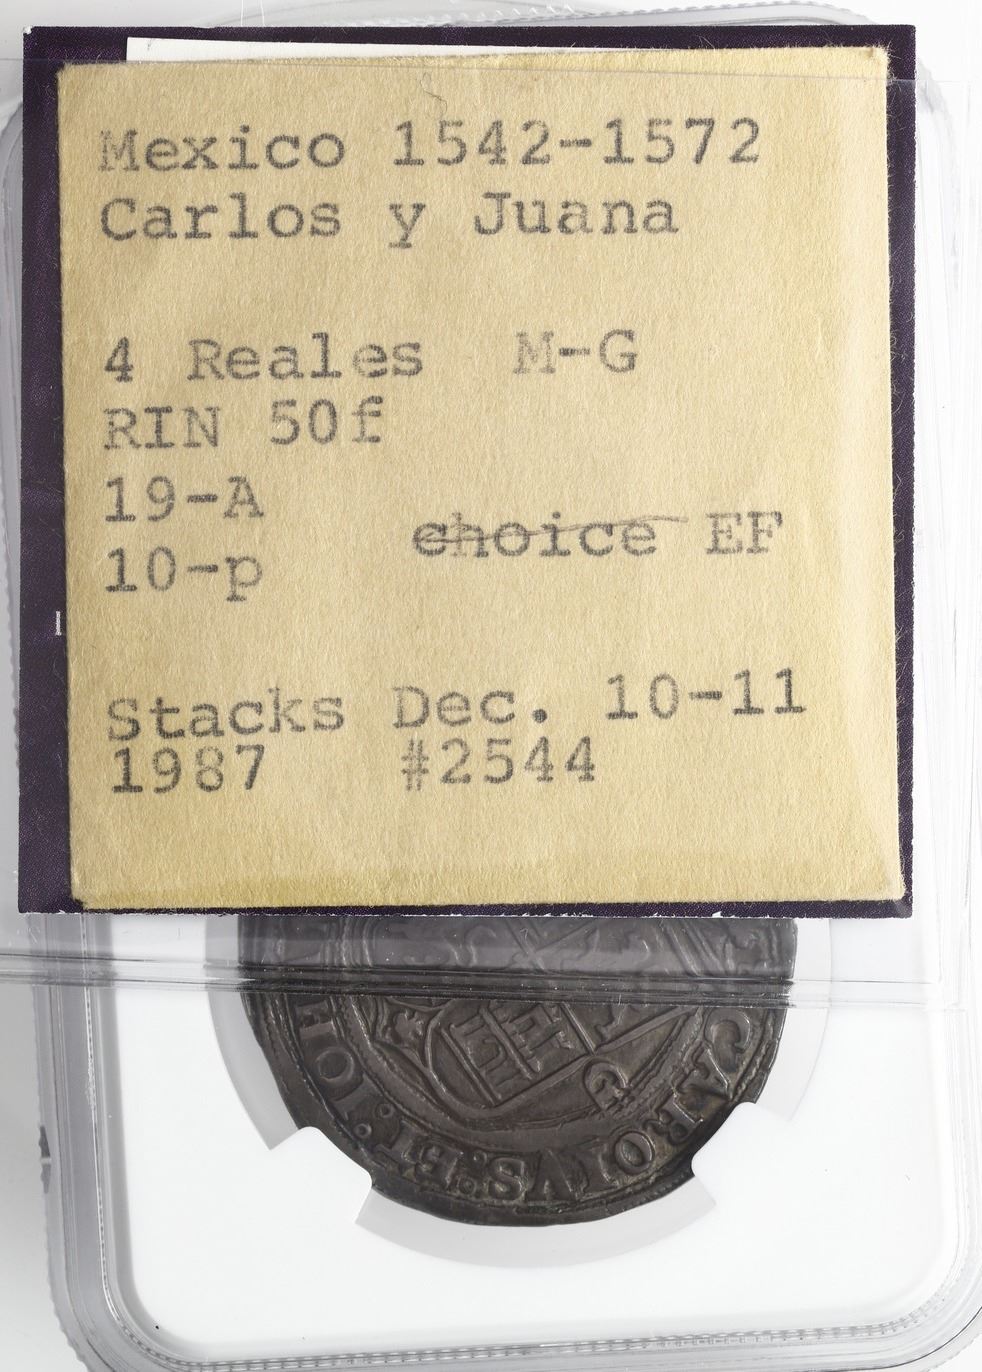 Mexico 1542-1572
Carlos y Juana
4 Reales M-G
RIN 50f
19-A
10-p choice EF
Stacks Dec. 10-11
1987 #2544
CAROLVS:ET:IOH
G